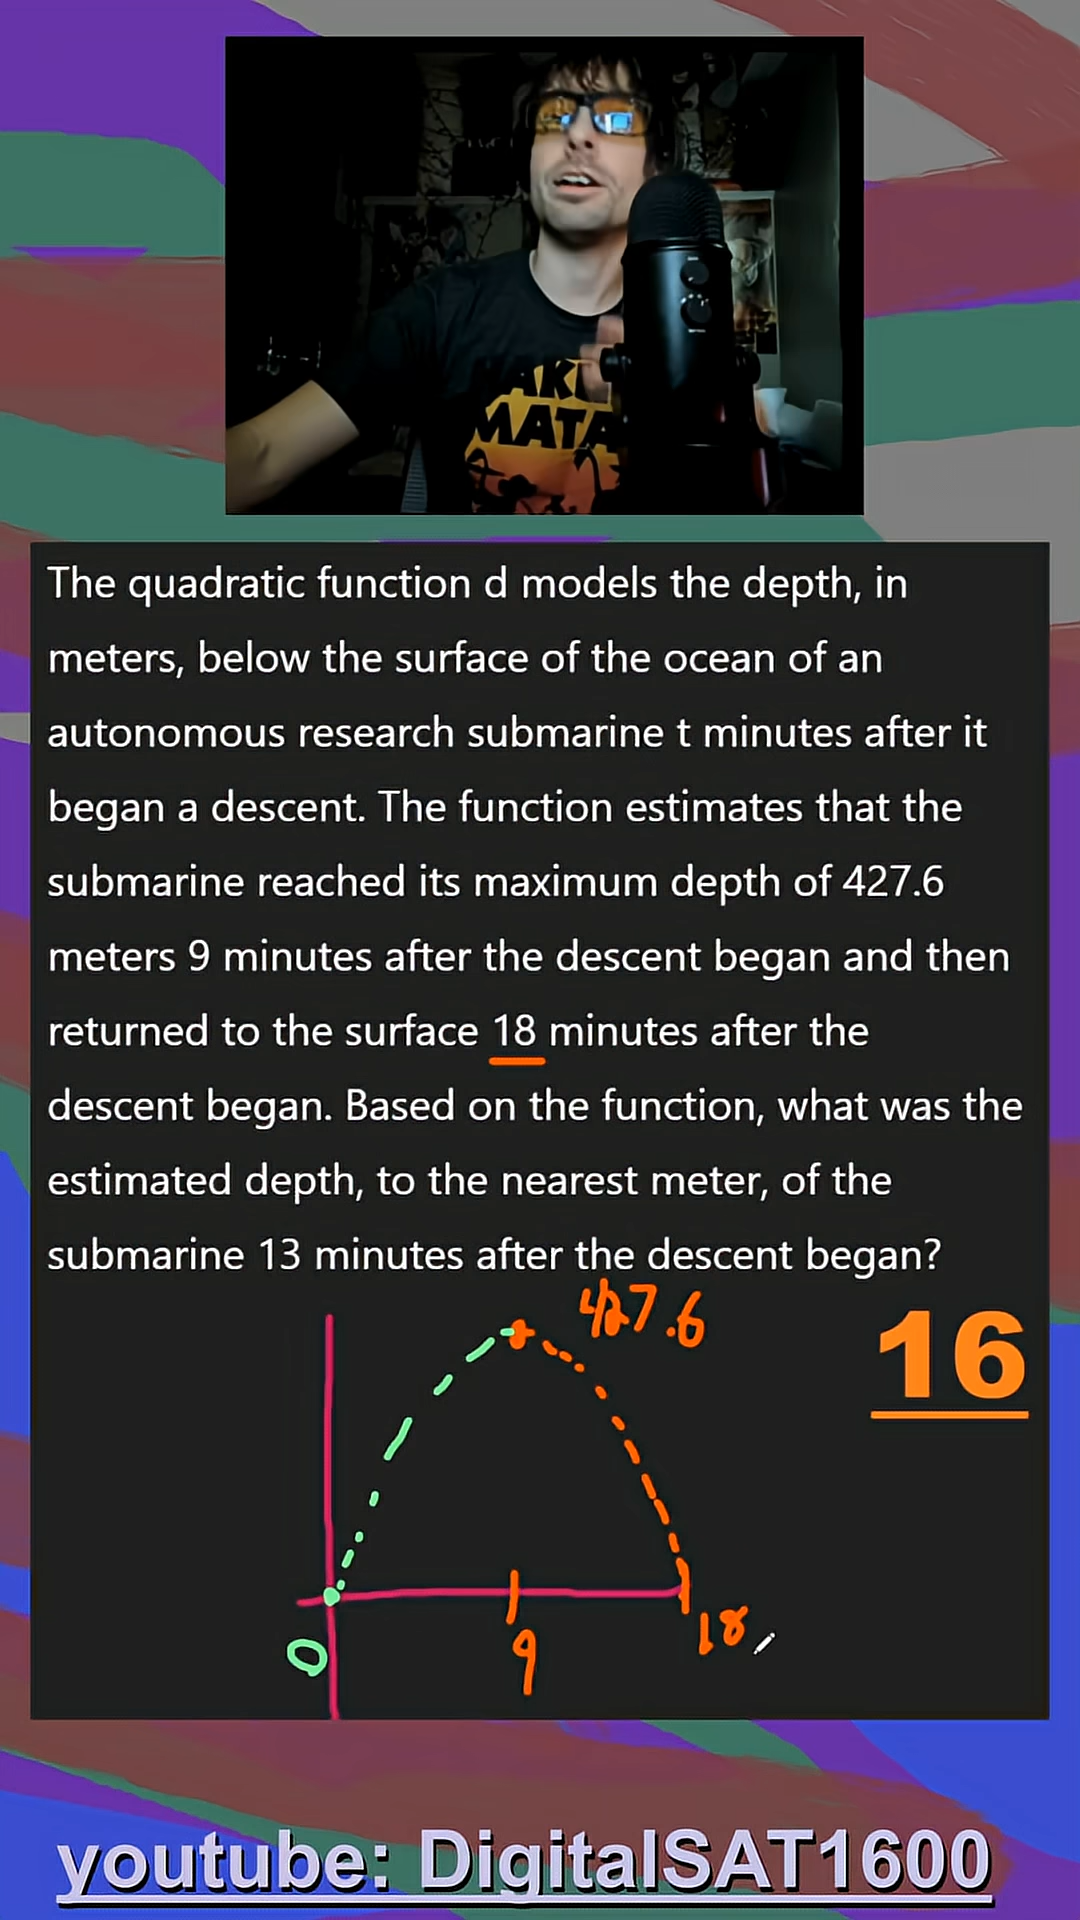 AKU
MATA
The quadratic function d models the depth, in
meters, below the surface of the ocean of an
autonomous research submarine t minutes after it
began a descent. The function estimates that the
submarine reached its maximum depth of 427.6
meters 9 minutes after the descent began and then
returned to the surface 18 minutes after the
descent began. Based on the function, what was the
estimated depth, to the nearest meter, of the
submarine 13 minutes after the descent began?
427.6
16
0
9
18
youtube: DigitalSAT1600